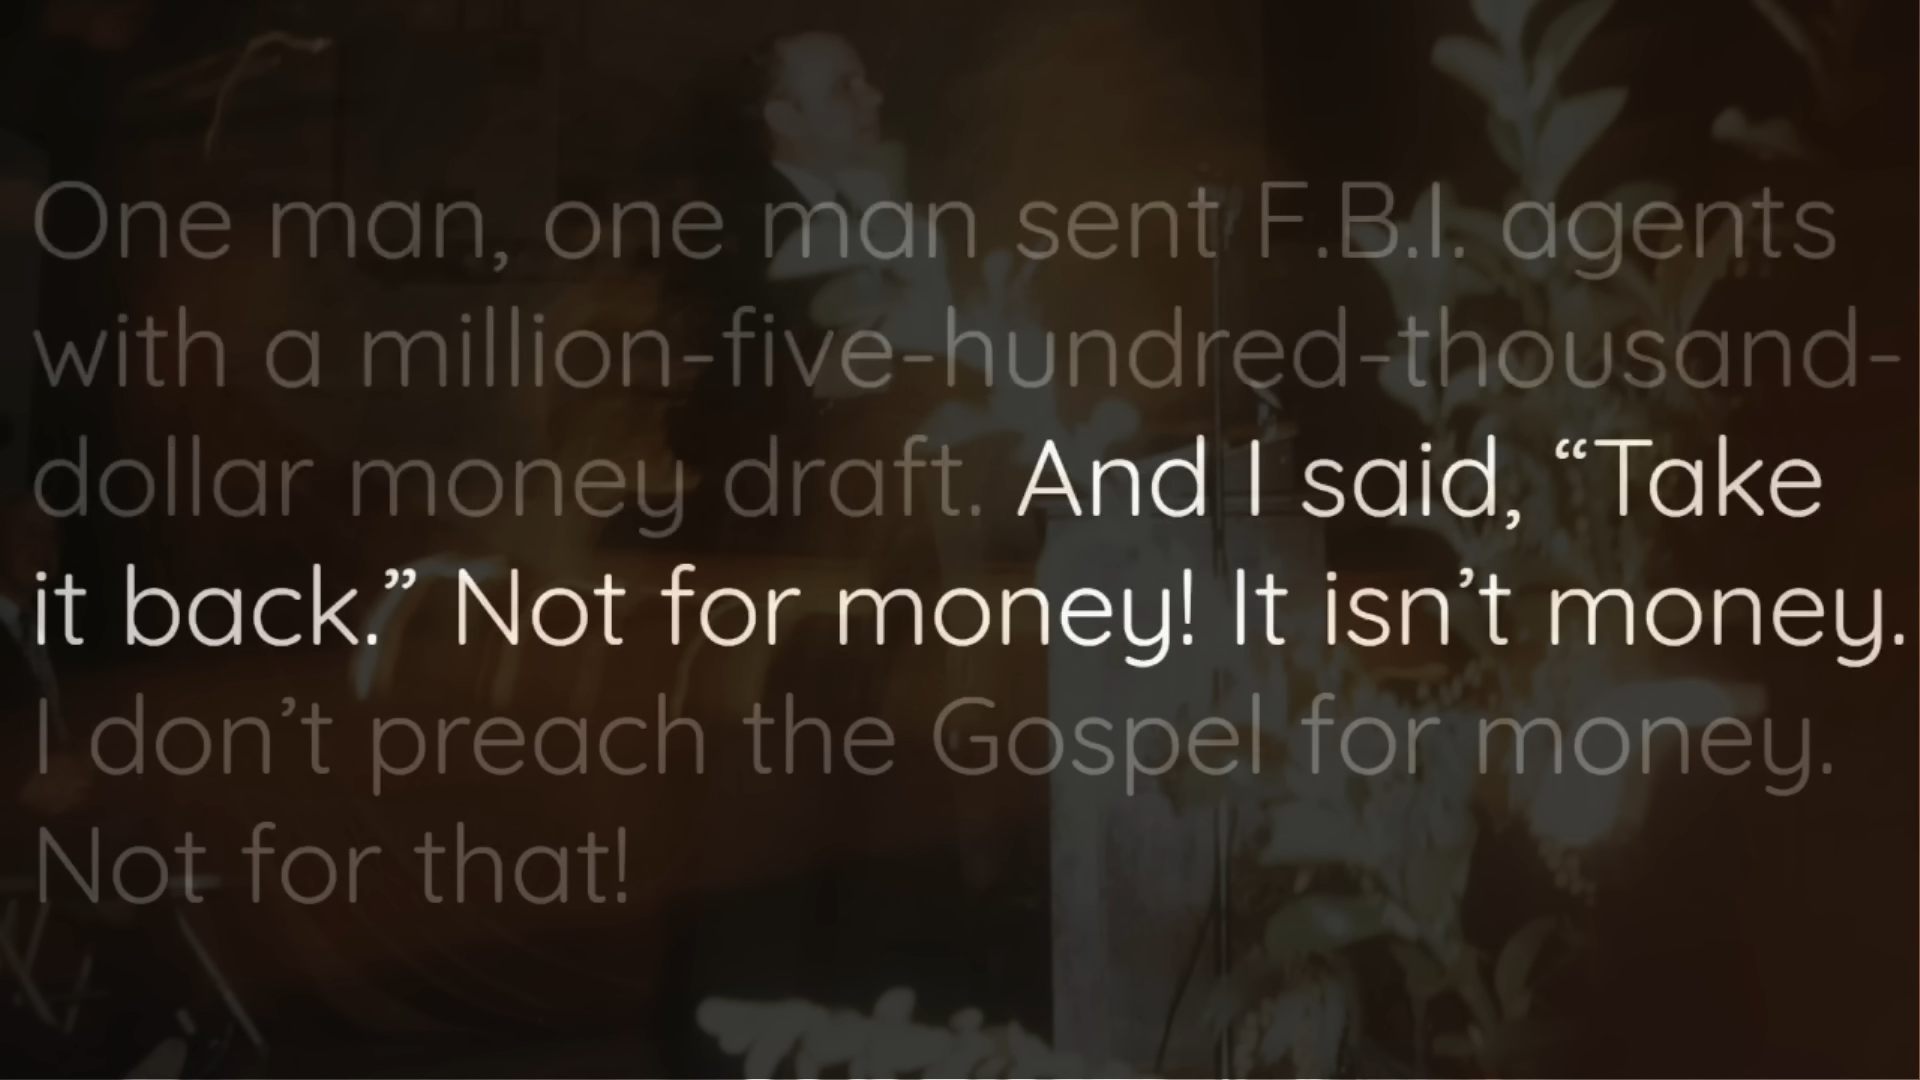 One man, one man sent F.B.I. agents
with a million-five-hundred-thousand-
dollar money draft. And I said, “Take
it back.” Not for money! It isn’t money.
I don’t preach the Gospel for money.
Not for that!